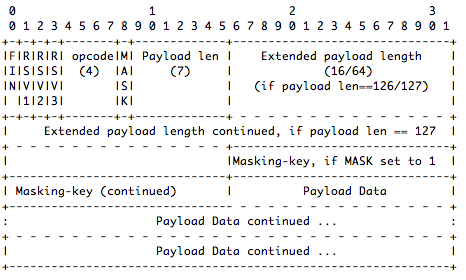 0                   1                   2                   3
 0 1 2 3 4 5 6 7 8 9 0 1 2 3 4 5 6 7 8 9 0 1 2 3 4 5 6 7 8 9 0 1
+-+-+-+-+-------+-+-------------+-------------------------------+
|F|R|R|R| opcode|M| Payload len |    Extended payload length    |
|I|S|S|S|  (4)  |A|     (7)     |             (16/64)           |
|N|V|V|V|       |S|             |   (if payload len==126/127)   |
| |1|2|3|       |K|             |                               |
+-+-+-+-+-------+-+-------------+ - - - - - - - - - - - - - - - +
|     Extended payload length continued, if payload len == 127  |
+ - - - - - - - - - - - - - - - +-------------------------------+
|                               |Masking-key, if MASK set to 1  |
+-------------------------------+-------------------------------+
| Masking-key (continued)       |          Payload Data         |
+-------------------------------- - - - - - - - - - - - - - - - +
:                     Payload Data continued ...                :
+ - - - - - - - - - - - - - - - - - - - - - - - - - - - - - - - +
|                     Payload Data continued ...                |
+---------------------------------------------------------------+